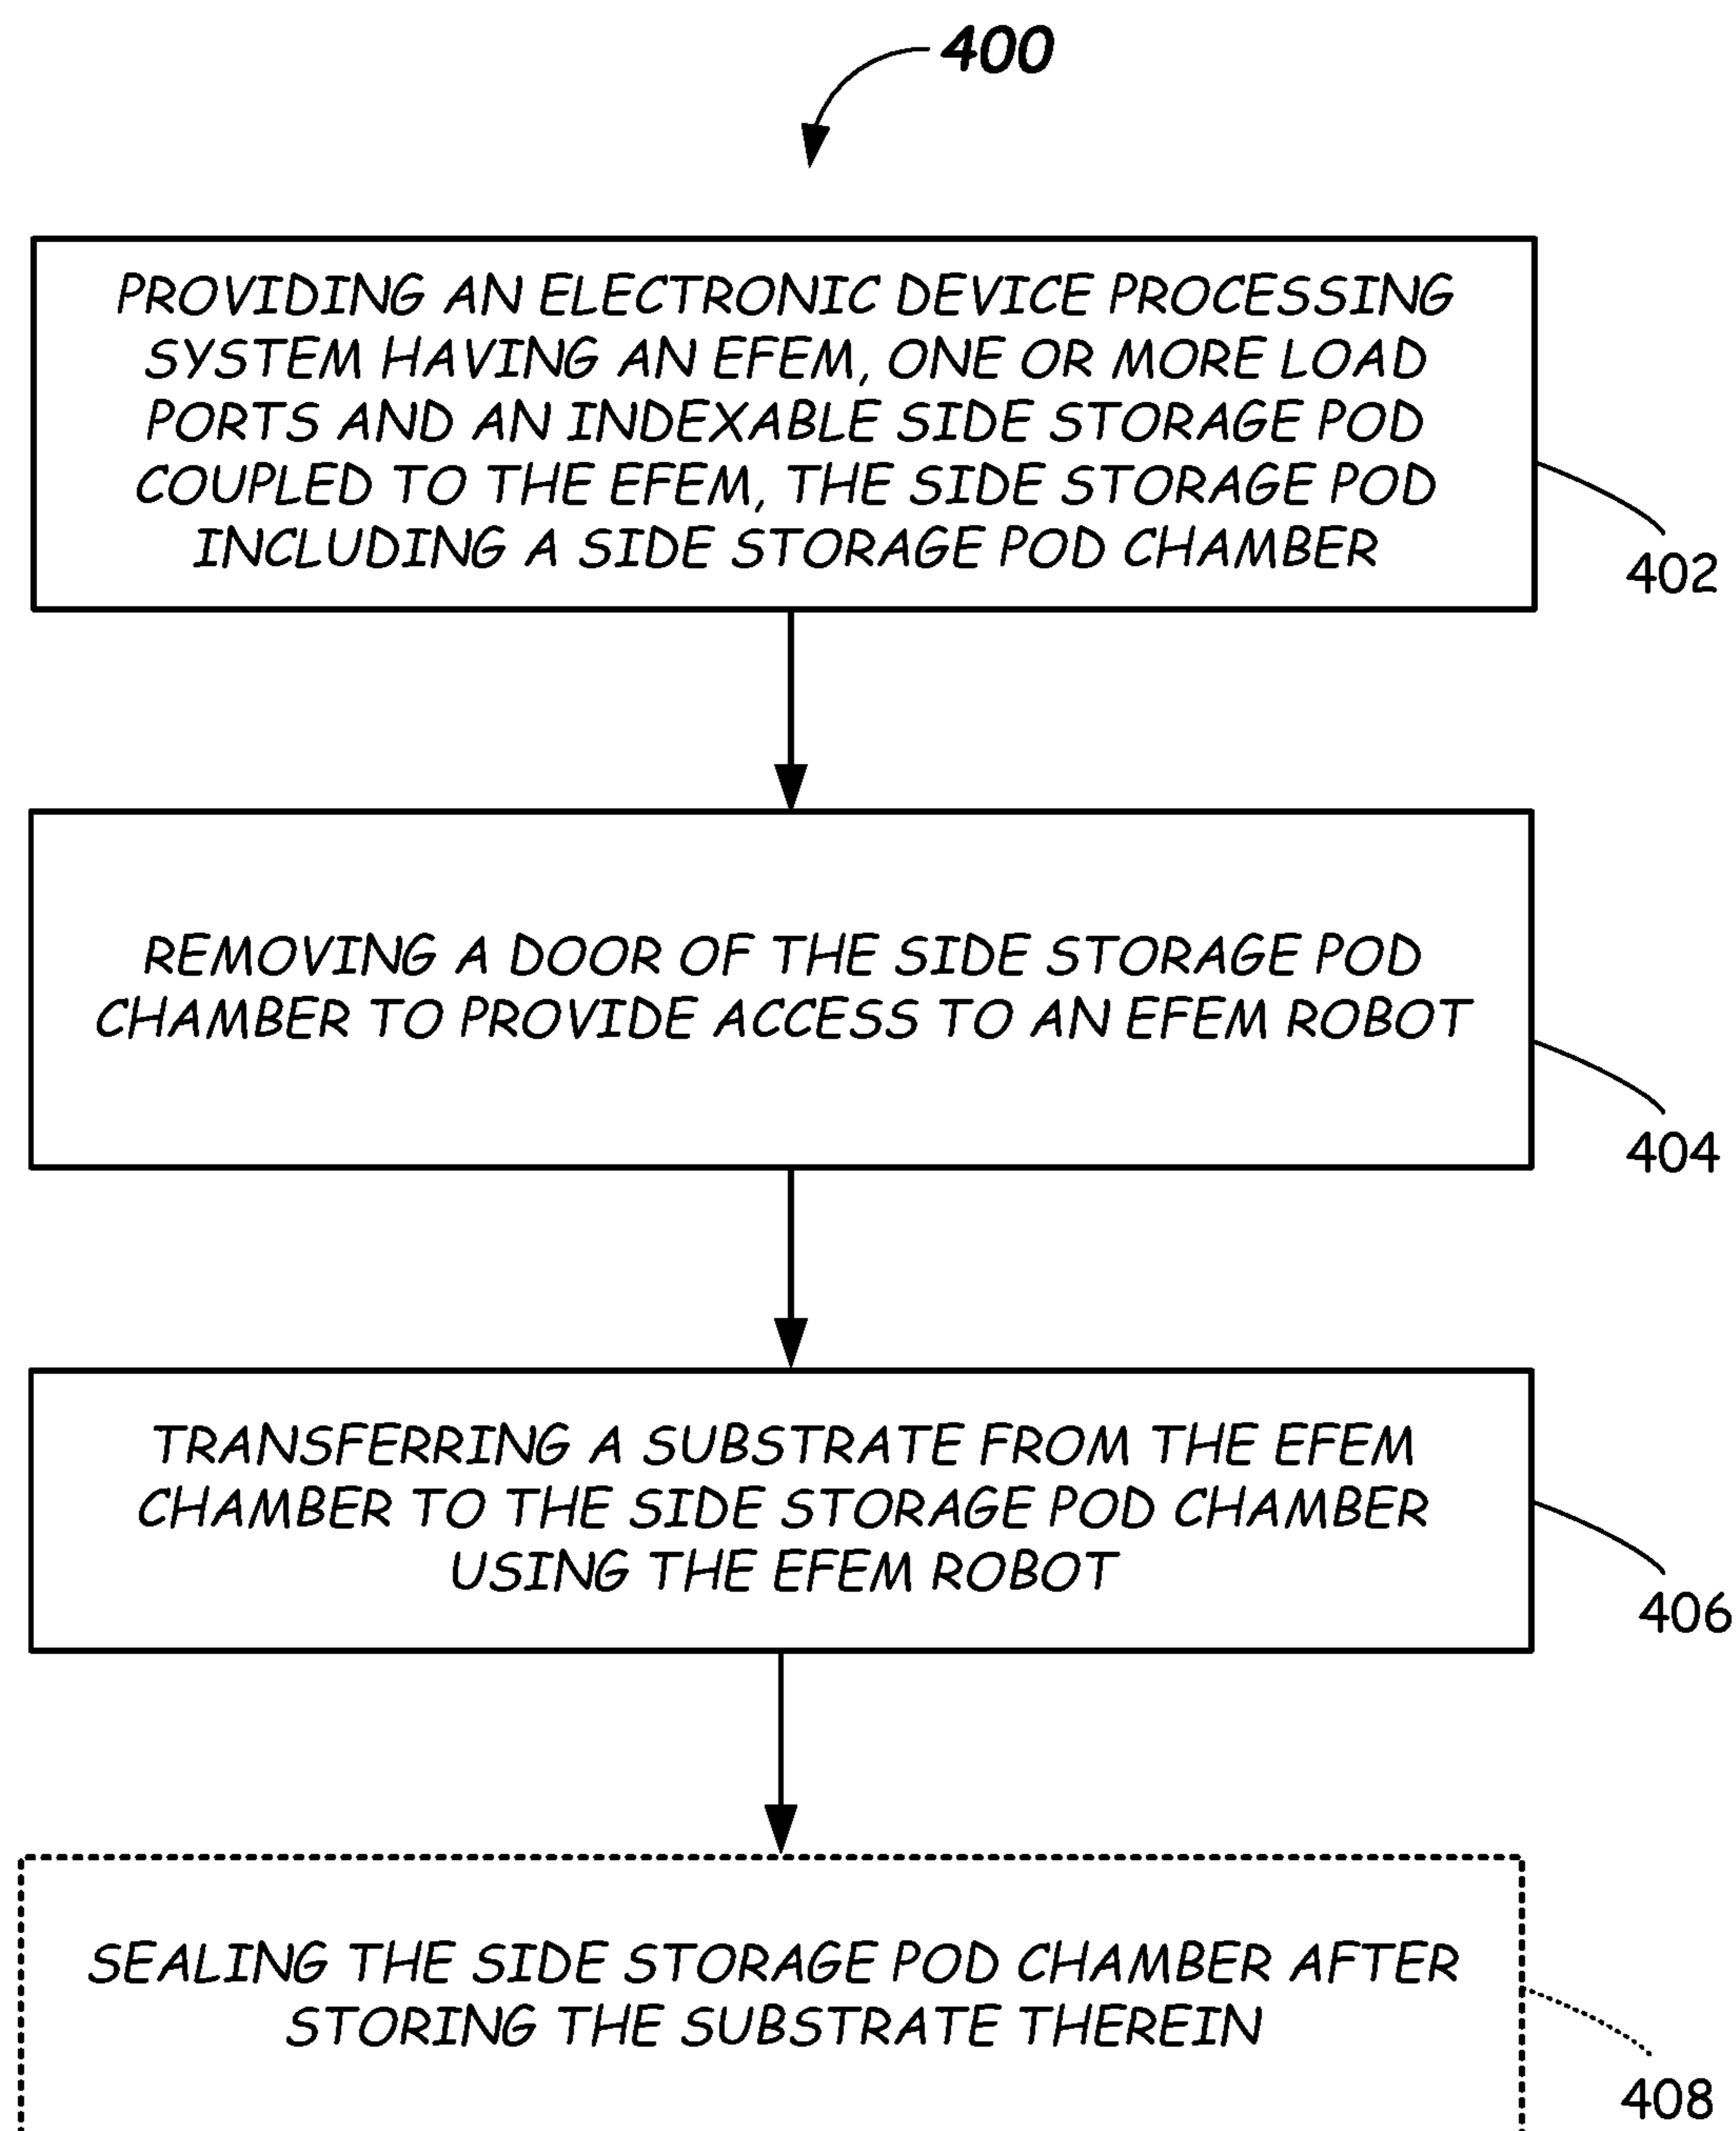 400
PROVIDING AN ELECTRONIC DEVICE PROCESSING
SYSTEM HAVING AN EFEM, ONE OR MORE LOAD
PORTS AND AN INDEXABLE SIDE STORAGE POD
COUPLED TO THE EFEM, THE SIDE STORAGE POD
INCLUDING A SIDE STORAGE POD CHAMBER
402
REMOVING A DOOR OF THE SIDE STORAGE POD
CHAMBER TO PROVIDE ACCESS TO AN EFEM ROBOT
404
TRANSFERRING A SUBSTRATE FROM THE EFEM
CHAMBER TO THE SIDE STORAGE POD CHAMBER
USING THE EFEM ROBOT
406
SEALING THE SIDE STORAGE POD CHAMBER AFTER
STORING THE SUBSTRATE THEREIN
408